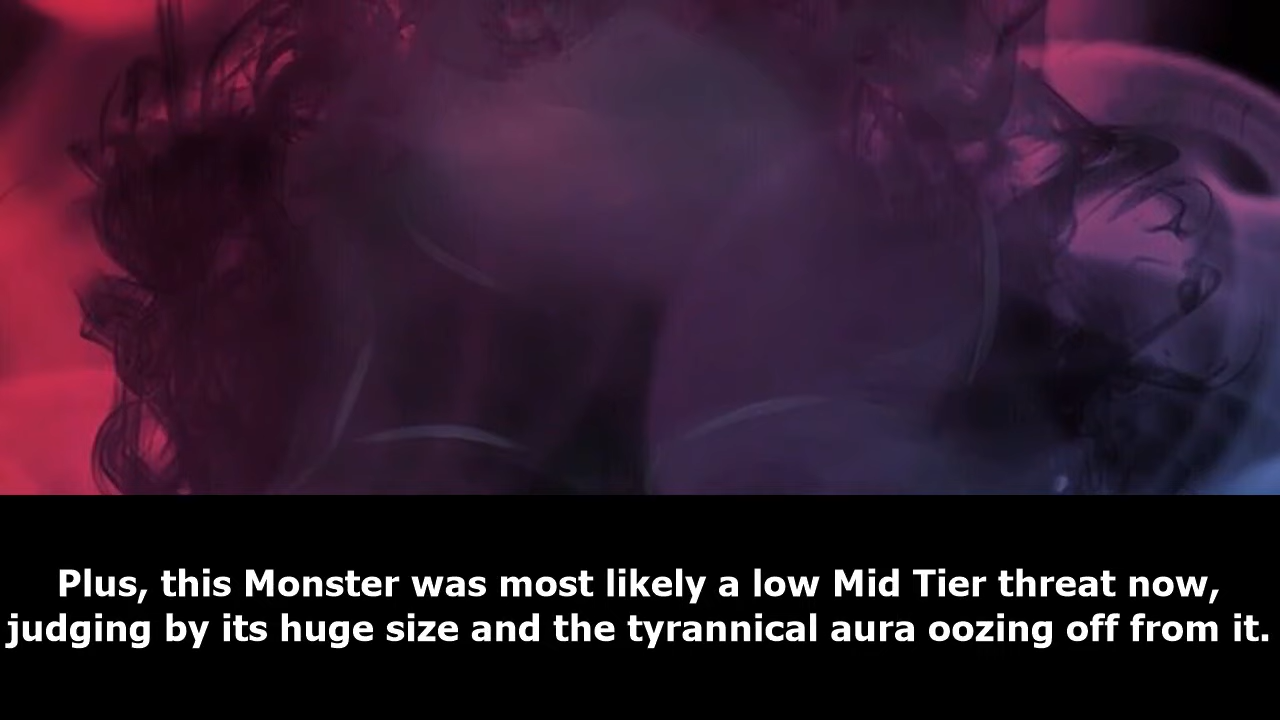 Plus, this Monster was most likely a low Mid Tier threat now,
judging by its huge size and the tyrannical aura oozing off from it.